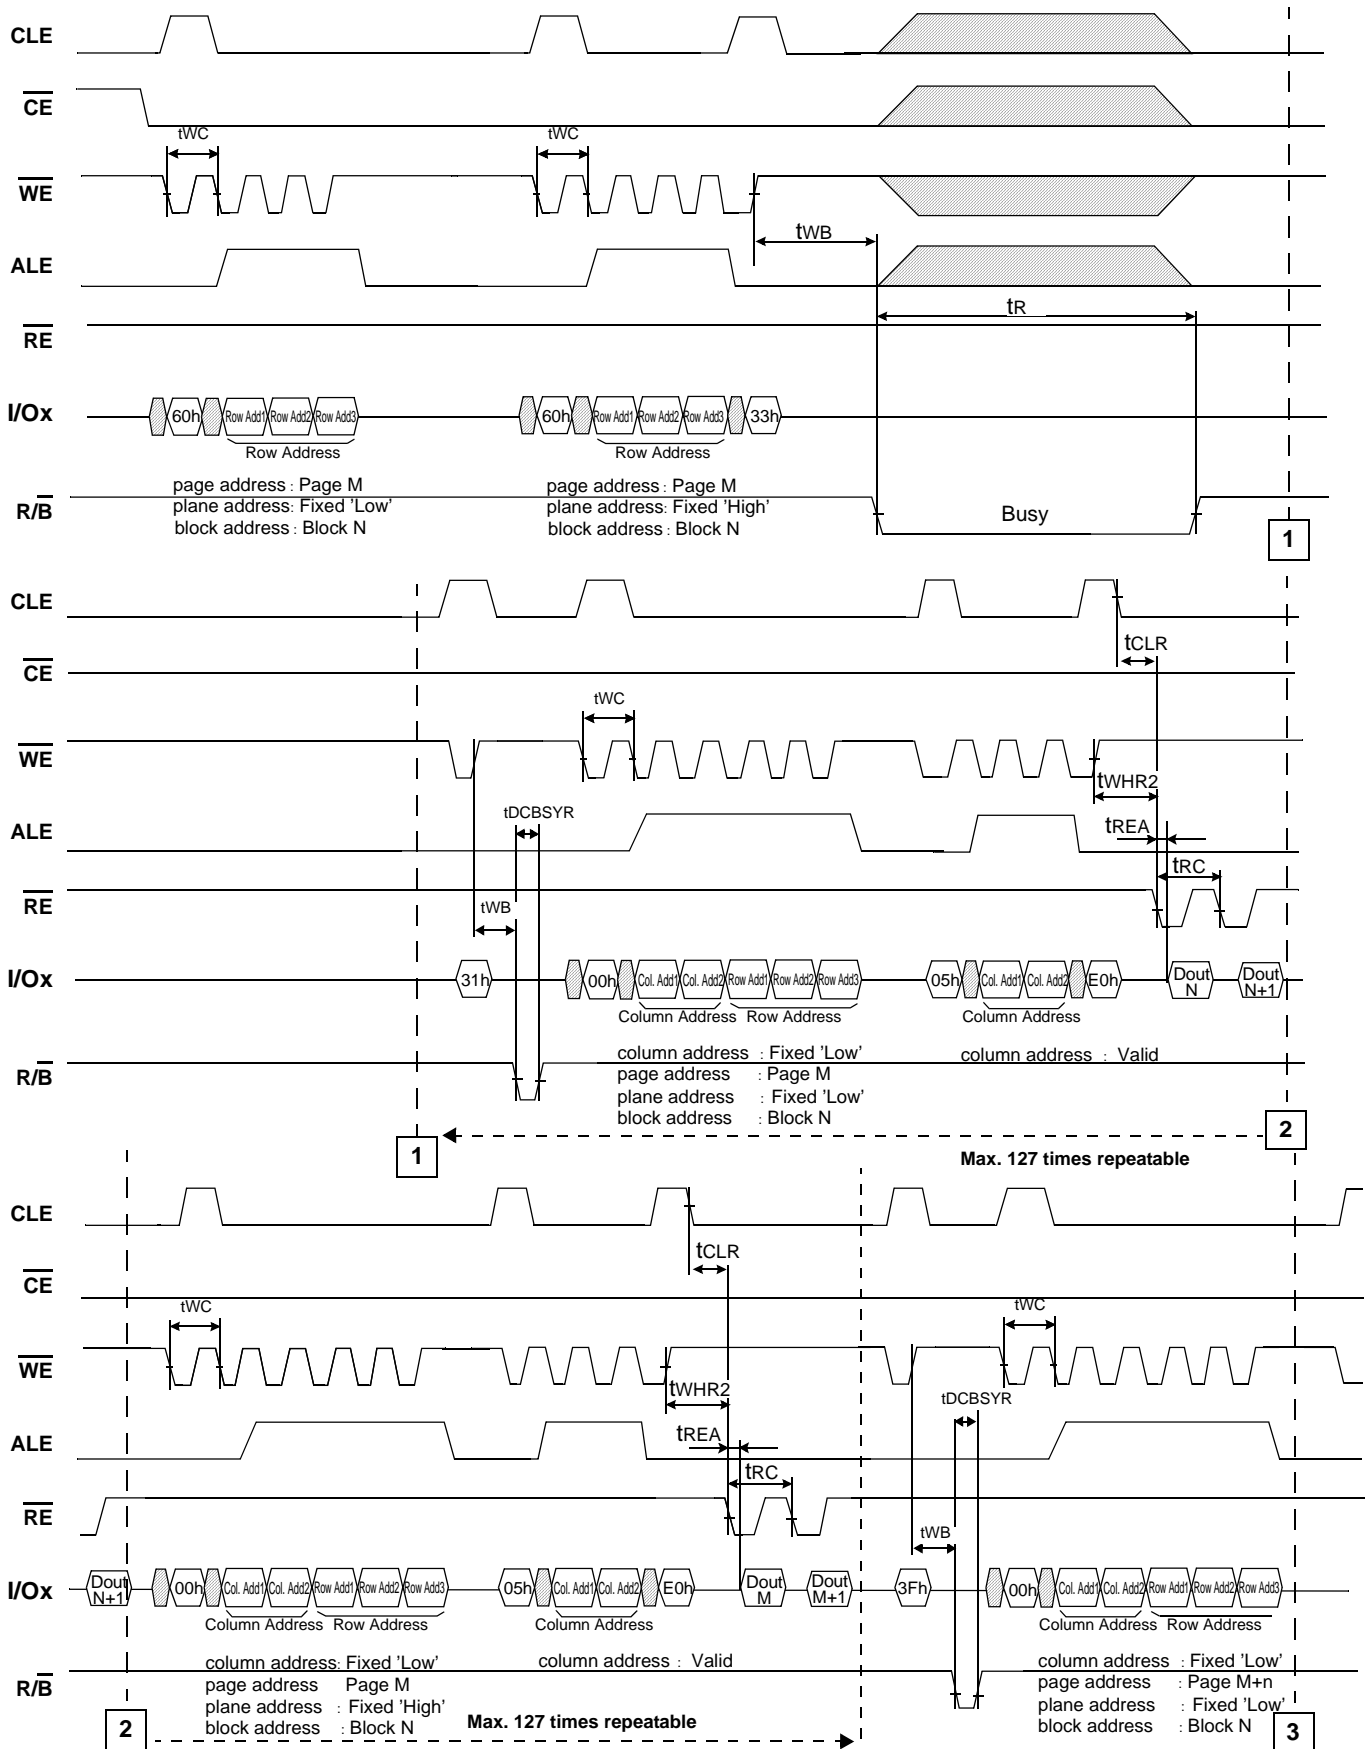 CLE
CE
tWC
tWC
WE
tWB
ALE
tR
RE
I/Ox
60h
Row Add1
Row Add2
Row Add3
60h
Row Add1
Row Add2
Row Add3
33h
Row Address
Row Address
page address : Page M
plane address: Fixed 'Low'
block address : Block N
page address : Page M
plane address: Fixed 'High'
block address : Block N
R/B
Busy
1
CLE
tCLR
CE
tWC
WE
tWHR2
tDCBSYR
ALE
tREA
tRC
RE
tWB
I/Ox
31h
00h
Col. Add1
Col. Add2
Row Add1
Row Add2
Row Add3
05h
Col. Add1
Col. Add2
E0h
Dout N
Dout N+1
Column Address
Row Address
Column Address
column address : Fixed 'Low'
page address : Page M
plane address : Fixed 'Low'
block address : Block N
column address : Valid
R/B
1
2
Max. 127 times repeatable
CLE
tCLR
CE
tWC
tWC
WE
tWHR2
tDCBSYR
ALE
tREA
tRC
RE
tWB
I/Ox
Dout N+1
00h
Col. Add1
Col. Add2
Row Add1
Row Add2
Row Add3
05h
Col. Add1
Col. Add2
E0h
Dout M
Dout M+1
3Fh
00h
Col. Add1
Col. Add2
Row Add1
Row Add2
Row Add3
Column Address
Row Address
Column Address
Column Address
Row Address
column address: Fixed 'Low'
page address Page M
plane address : Fixed 'High'
block address : Block N
column address : Valid
column address : Fixed 'Low'
page address : Page M+n
plane address : Fixed 'Low'
block address : Block N
R/B
2
Max. 127 times repeatable
3